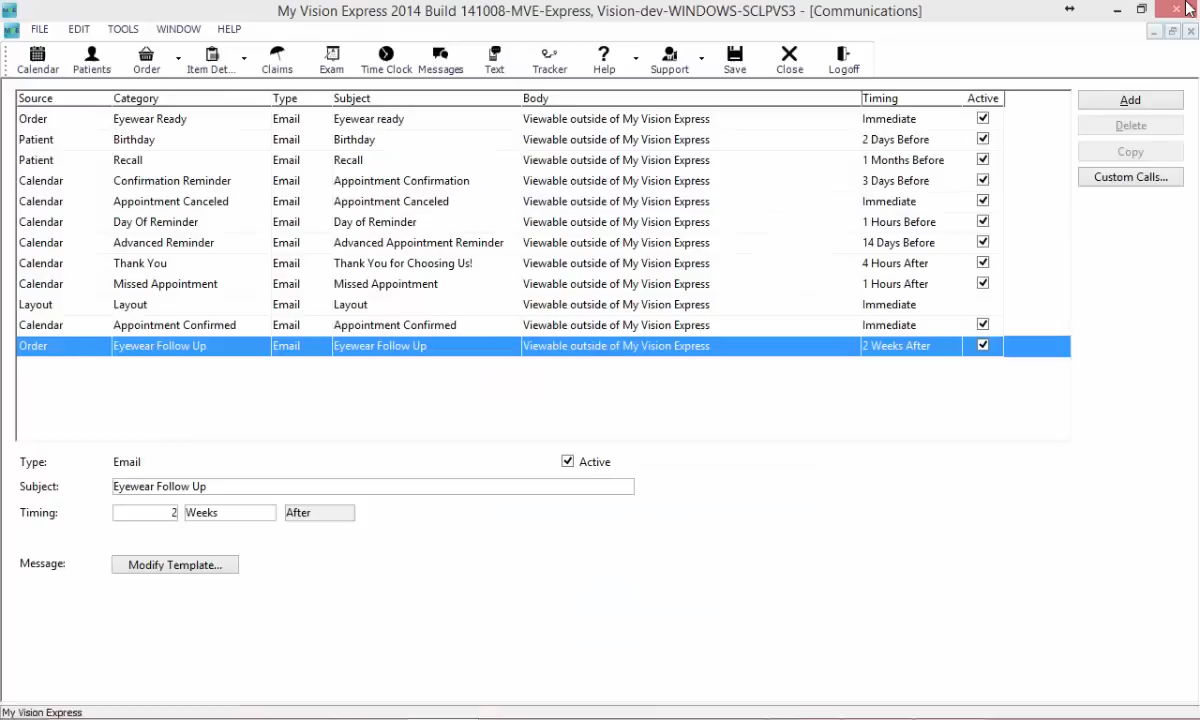 My Vision Express 2014 Build 141008-MVE-Express, Vision-dev-WINDOWS-SCLPVS3 - [Communications]
FILE EDIT TOOLS WINDOW HELP
Calendar Patients Order Item Det... Claims Exam Time Clock Messages Text Tracker Help Support Save Close Logoff
Source Category Type Subject Body Timing Active
Order Eyewear Ready Email Eyewear ready Viewable outside of My Vision Express Immediate
Patient Birthday Email Birthday Viewable outside of My Vision Express 2 Days Before
Patient Recall Email Recall Viewable outside of My Vision Express 1 Months Before
Calendar Confirmation Reminder Email Appointment Confirmation Viewable outside of My Vision Express 3 Days Before
Calendar Appointment Canceled Email Appointment Canceled Viewable outside of My Vision Express Immediate
Calendar Day Of Reminder Email Day of Reminder Viewable outside of My Vision Express 1 Hours Before
Calendar Advanced Reminder Email Advanced Appointment Reminder Viewable outside of My Vision Express 14 Days Before
Calendar Thank You Email Thank You for Choosing Us! Viewable outside of My Vision Express 4 Hours After
Calendar Missed Appointment Email Missed Appointment Viewable outside of My Vision Express 1 Hours After
Layout Layout Email Layout Viewable outside of My Vision Express Immediate
Calendar Appointment Confirmed Email Appointment Confirmed Viewable outside of My Vision Express Immediate
Order Eyewear Follow Up Email Eyewear Follow Up Viewable outside of My Vision Express 2 Weeks After
Add
Delete
Copy
Custom Calls...
Type: Email Active
Subject: Eyewear Follow Up
Timing: 2 Weeks After
Message: Modify Template...
My Vision Express